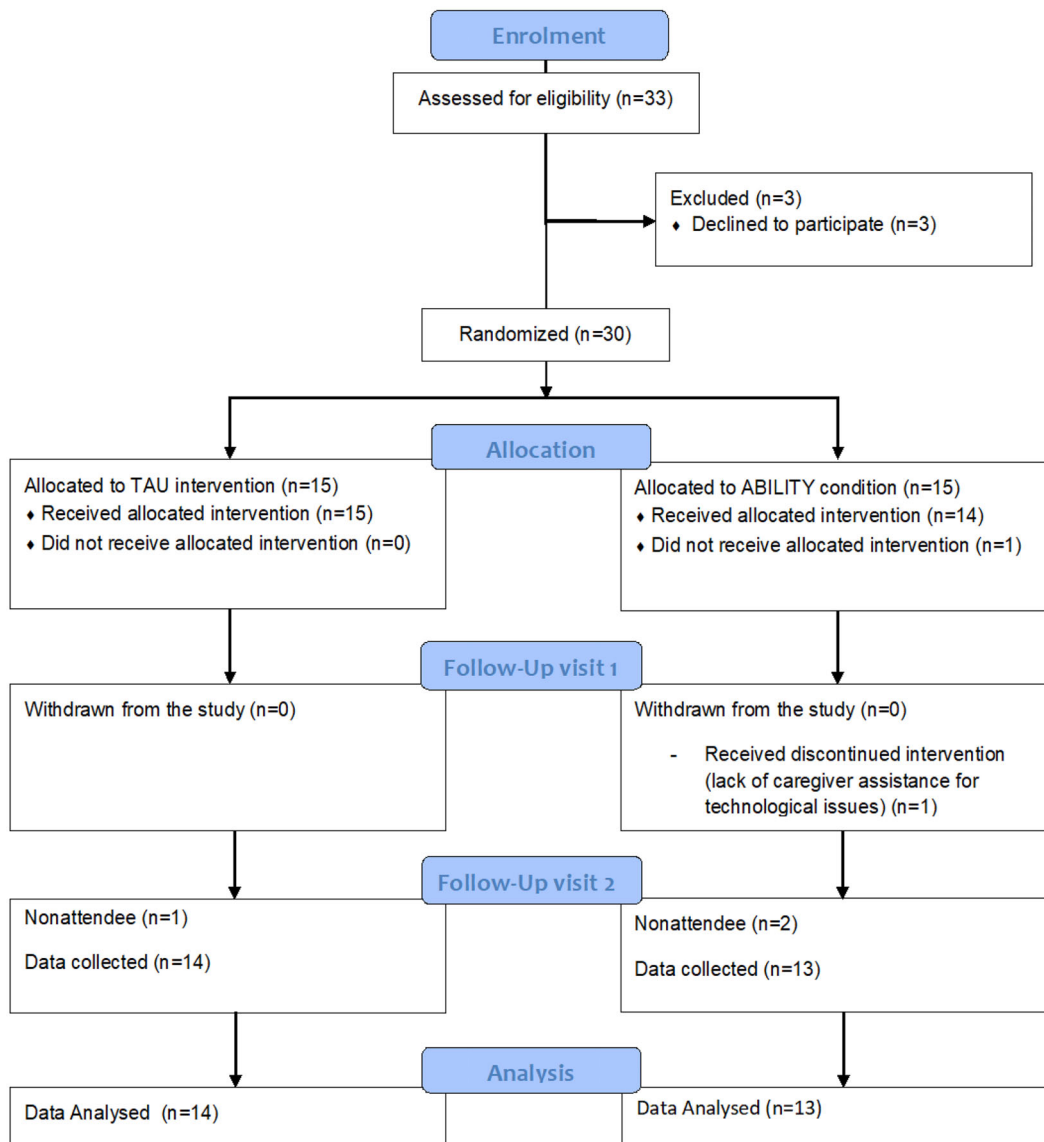 Enrolment
Assessed for eligibility (n=33)
Excluded (n=3)
♦ Declined to participate (n=3)
Randomized (n=30)
Allocation
Allocated to TAU intervention (n=15)
♦ Received allocated intervention (n=15)
♦ Did not receive allocated intervention (n=0)
Allocated to ABILITY condition (n=15)
♦ Received allocated intervention (n=14)
♦ Did not receive allocated intervention (n=1)
Follow-Up visit 1
Withdrawn from the study (n=0)
Withdrawn from the study (n=0)
- Received discontinued intervention
(lack of caregiver assistance for
technological issues) (n=1)
Follow-Up visit 2
Nonattendee (n=1)
Data collected (n=14)
Nonattendee (n=2)
Data collected (n=13)
Analysis
Data Analysed (n=14)
Data Analysed (n=13)